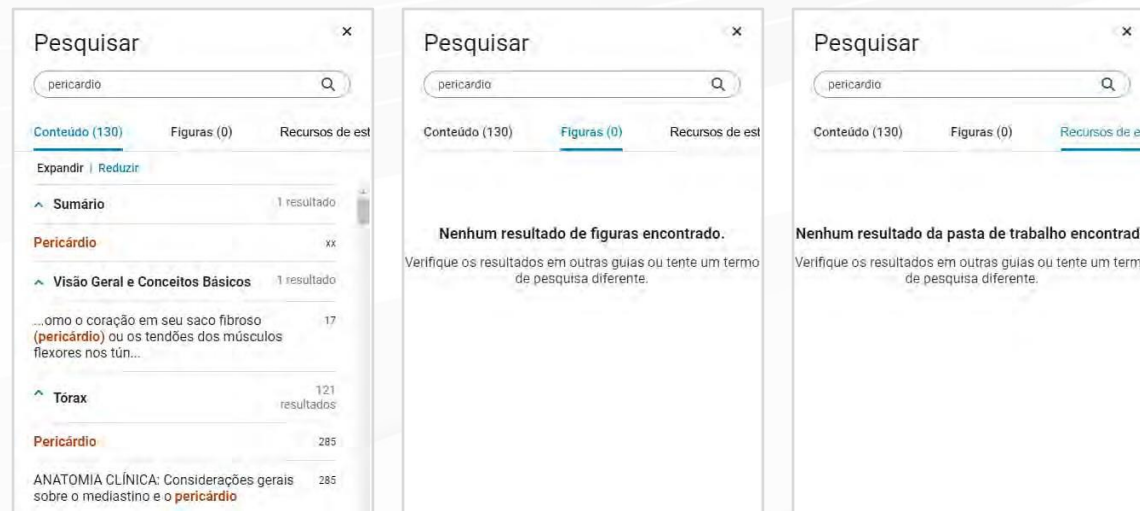 Pesquisar
×
pericardio
Conteúdo (130) Figuras (0) Recursos de est
Expandir | Reduzir
Sumário 1 resultado
Pericárdio xx
Visão Geral e Conceitos Básicos 1 resultado
...omo o coração em seu saco fibroso 17
(pericárdio) ou os tendões dos músculos
flexores nos tún...
Tórax 121
resultados
Pericárdio 285
ANATOMIA CLÍNICA: Considerações gerais 285
sobre o mediastino e o pericárdio
Pesquisar
×
pericardio
Conteúdo (130) Figuras (0) Recursos de est
Nenhum resultado de figuras encontrado.
Verifique os resultados em outras guias ou tente um termo
de pesquisa diferente.
Pesquisar
×
pericardio
Conteúdo (130) Figuras (0) Recursos de e
Nenhum resultado da pasta de trabalho encontrad
Verifique os resultados em outras guias ou tente um term
de pesquisa diferente.